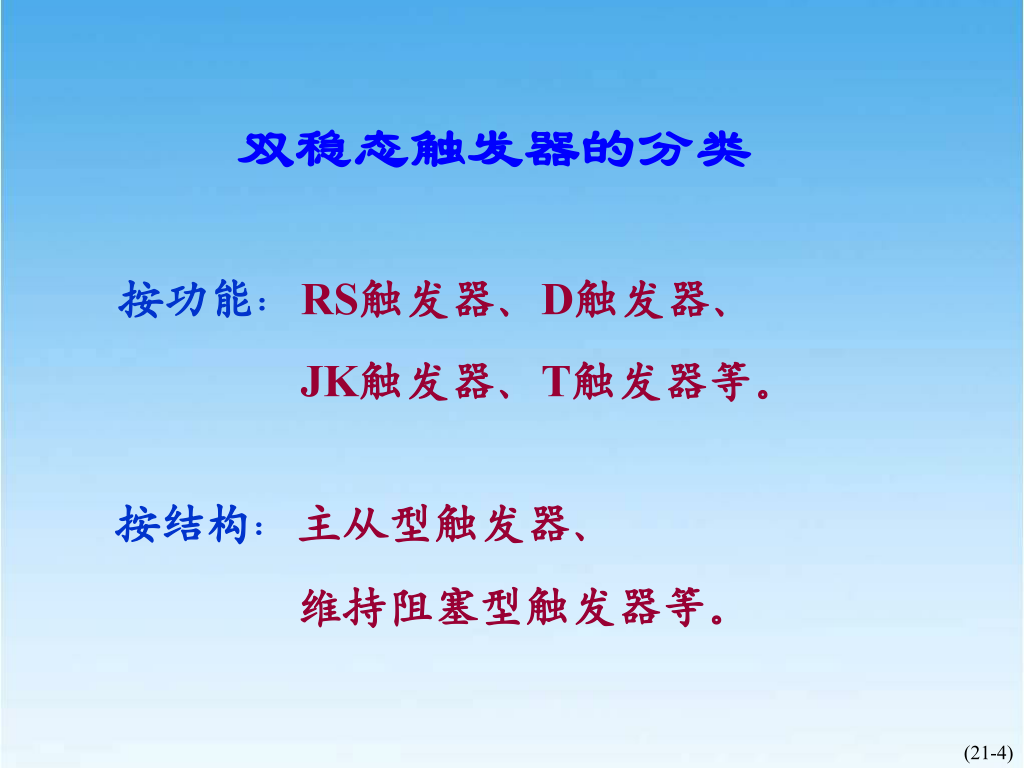 双稳态触发器的分类
按功能：RS触发器、D触发器、
JK触发器、T触发器等。
按结构：主从型触发器、
维持阻塞型触发器等。
(21-4)